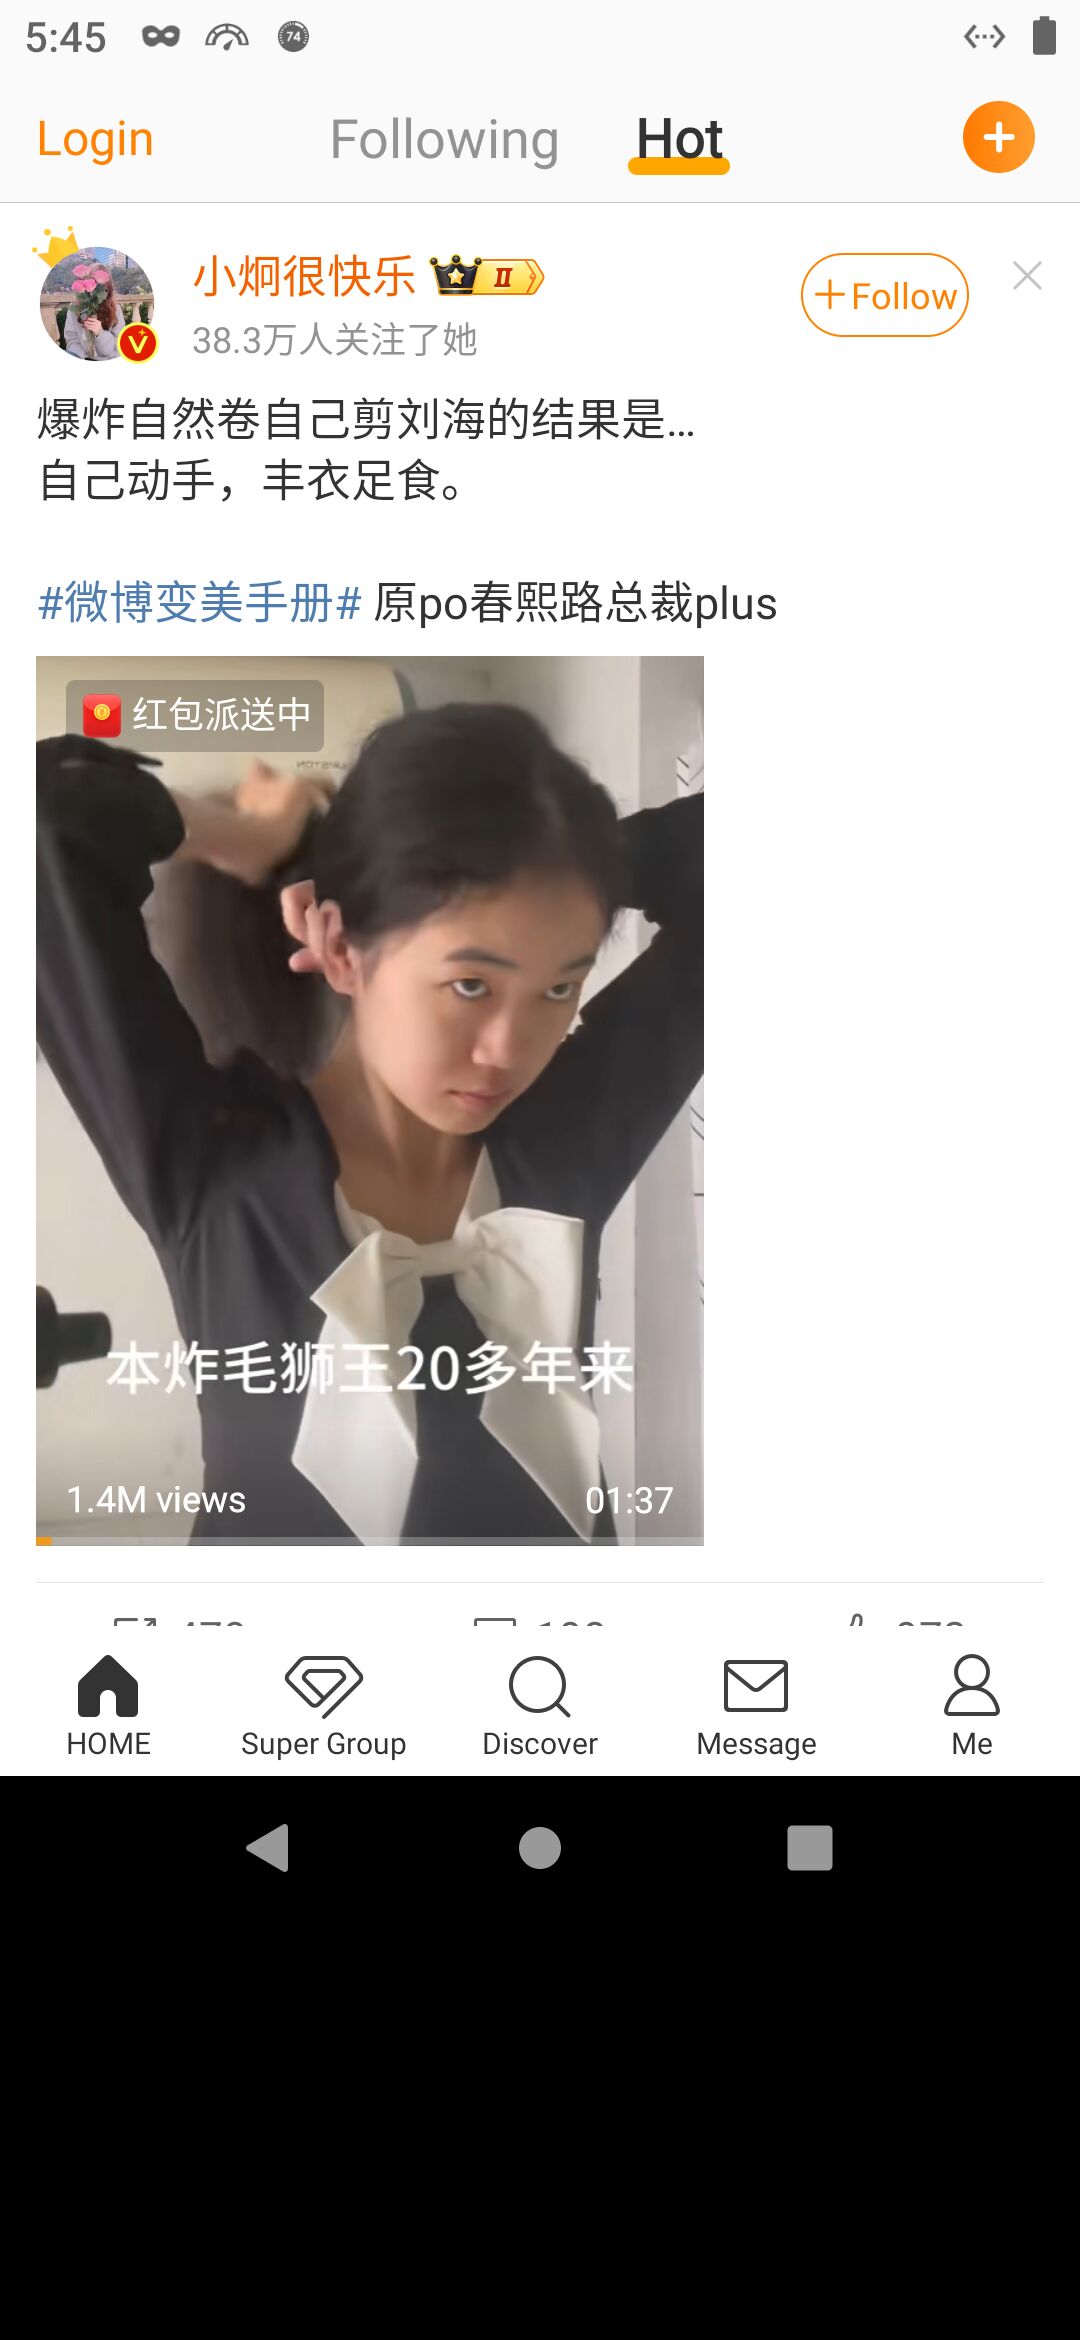 5:45
74
Login
Following
Hot
小炯很快乐
II
+Follow
38.3万人关注了她
爆炸自然卷自己剪刘海的结果是...
自己动手，丰衣足食。
#微博变美手册# 原po春熙路总裁plus
红包派送中
本炸毛狮王20多年来
1.4M views
01:37
HOME
Super Group
Discover
Message
Me